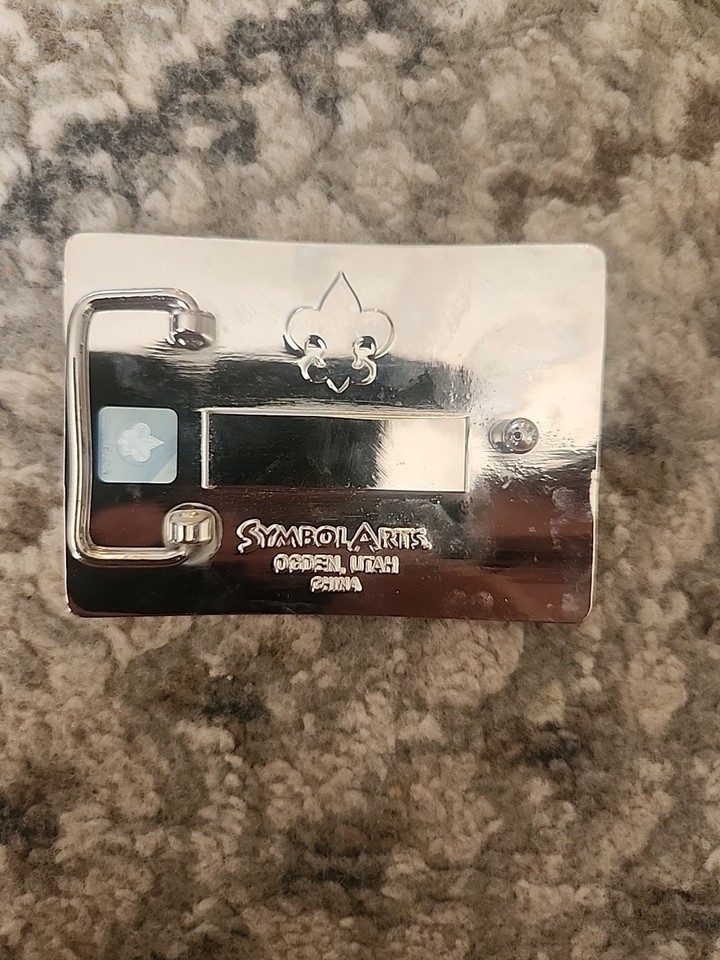 SYMBOLARTS.
OGDEN, UTAH
CHINA